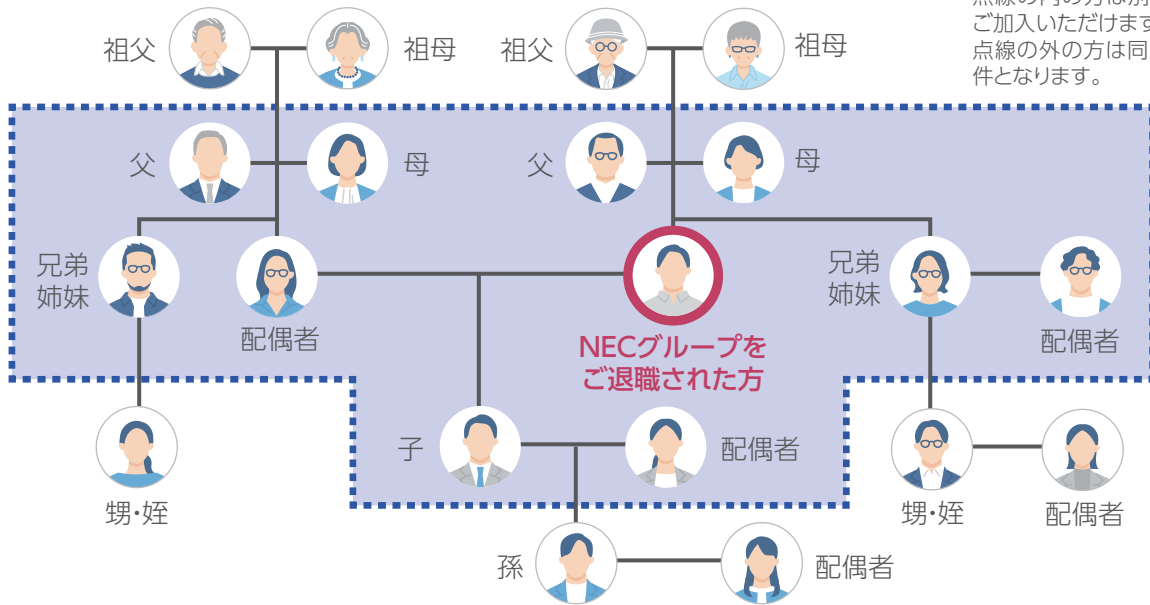 ご加入いただけます
点線の外の方は同
件となります。
祖父
祖母
祖父
祖母
父
母
父
母
兄弟
姉妹
配偶者
NECグループを
ご退職された方
兄弟
姉妹
配偶者
子
配偶者
甥・姪
甥・姪
配偶者
孫
配偶者